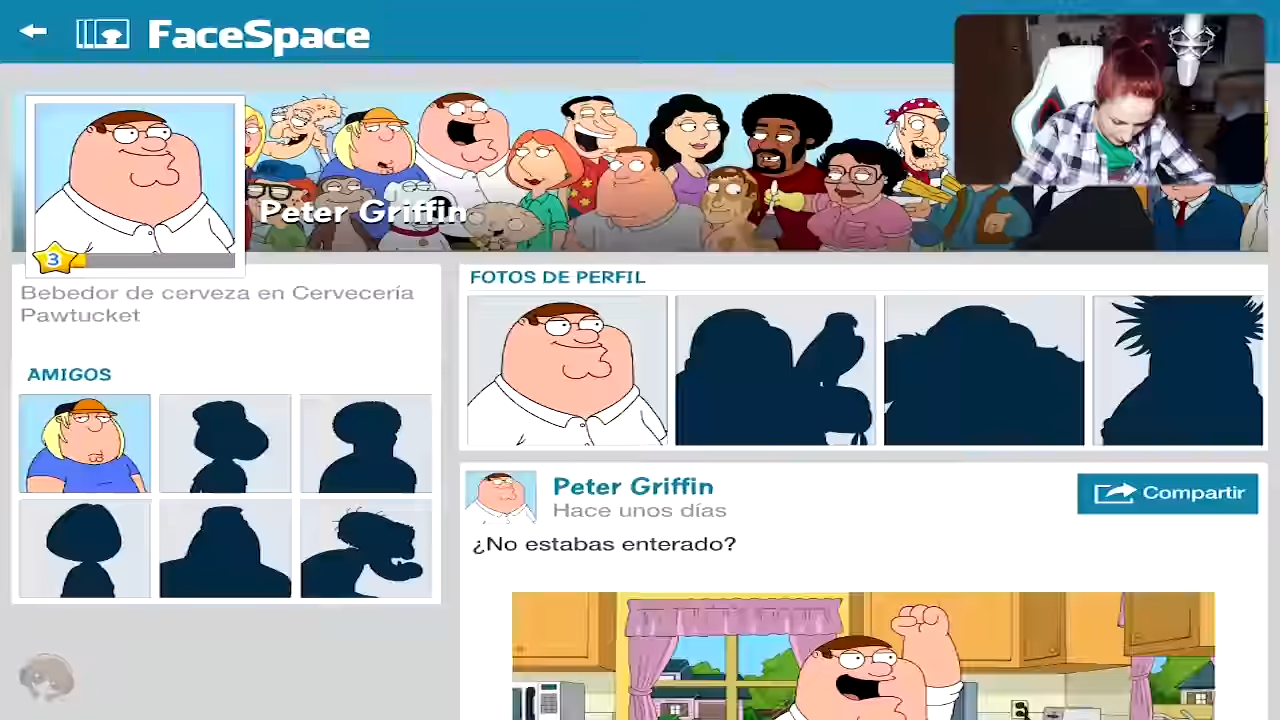 FaceSpace
Peter Griffin
3
Bebedor de cerveza en Cervecería
Pawtucket
AMIGOS
FOTOS DE PERFIL
Peter Griffin
Hace unos días
Compartir
¿No estabas enterado?